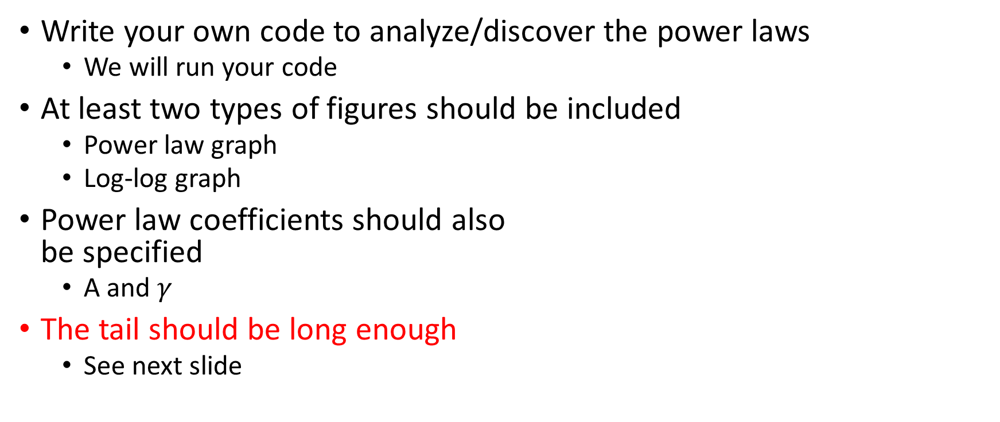 • Write your own code to analyze/discover the power laws
• We will run your code
• At least two types of figures should be included
• Power law graph
• Log-log graph
• Power law coefficients should also
be specified
• A and γ
• The tail should be long enough
• See next slide